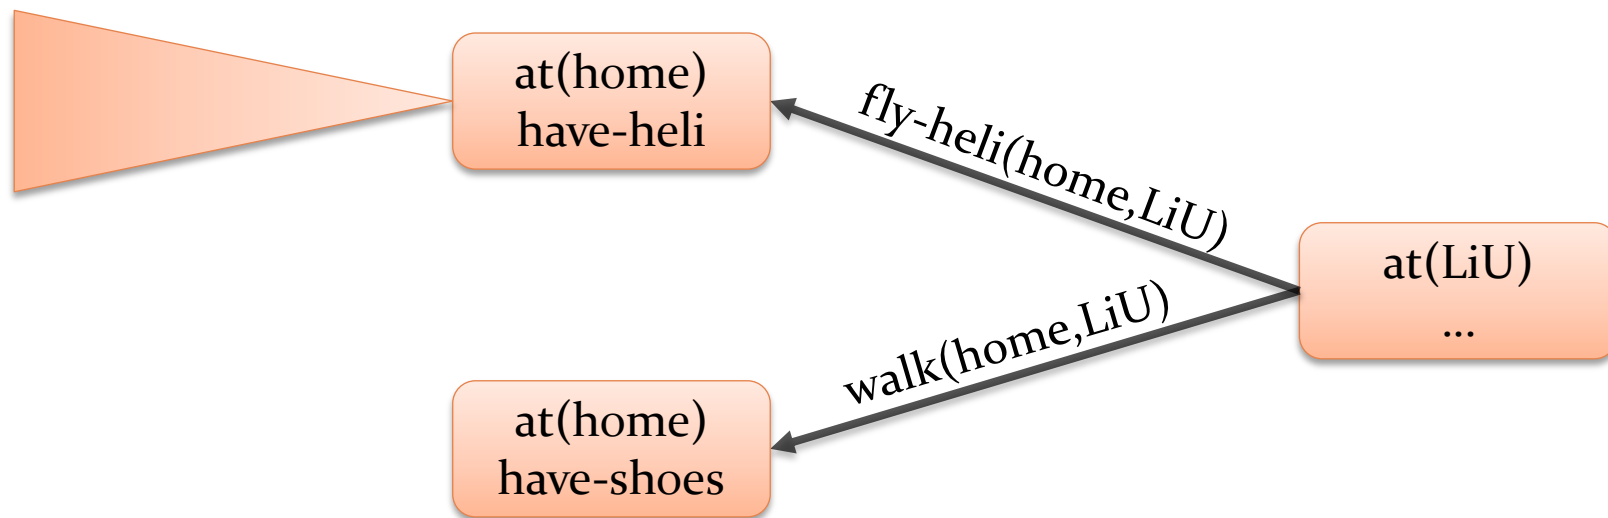 at(home)
have-heli
fly-heli(home,LiU)
at(LiU)
...
walk(home,LiU)
at(home)
have-shoes